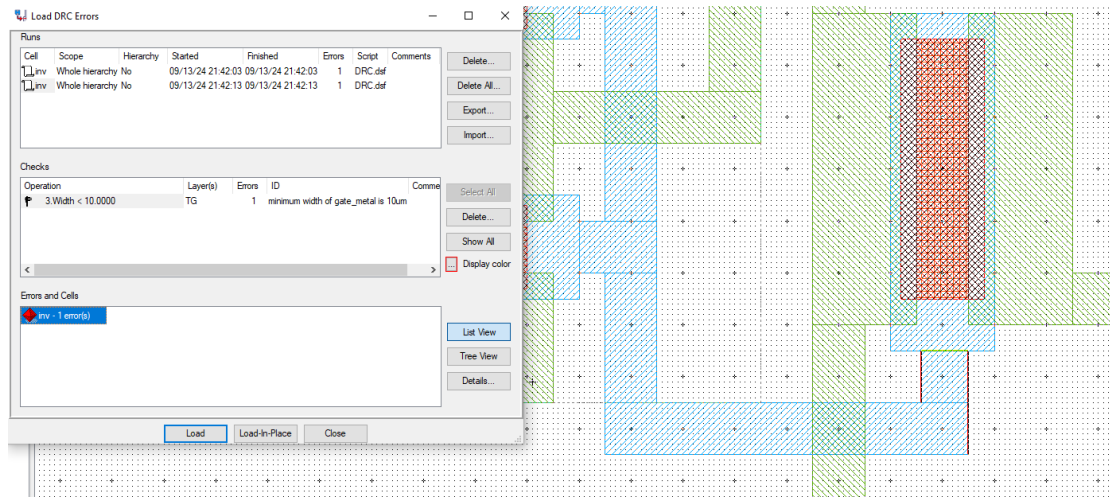 Load DRC Errors
Runs
Cell Scope Hierarchy Started Finished Errors Script Comments
inv Whole hierarchy No 09/13/24 21:42:03 09/13/24 21:42:03 1 DRC.dsf
inv Whole hierarchy No 09/13/24 21:42:13 09/13/24 21:42:13 1 DRC.dsf
Delete...
Delete All...
Export...
Import...
Checks
Operation Layer(s) Errors ID Comme
3.Width < 10.0000 TG 1 minimum width of gate_metal is 10um
Select All
Delete...
Show All
... Display color
Errors and Cells
inv - 1 error(s)
List View
Tree View
Details...
Load Load-In-Place Close